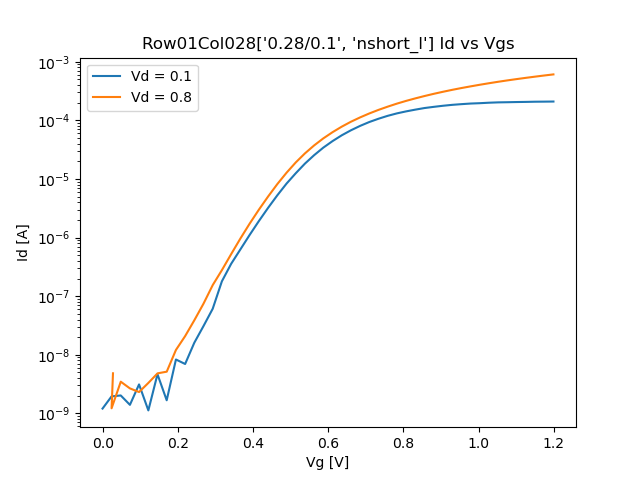 Row01Col028['0.28/0.1', 'nshort_l'] Id vs Vgs
Vd = 0.1
Vd = 0.8
10⁻³
10⁻⁴
10⁻⁵
10⁻⁶
10⁻⁷
10⁻⁸
10⁻⁹
Id [A]
0.0 0.2 0.4 0.6 0.8 1.0 1.2
Vg [V]